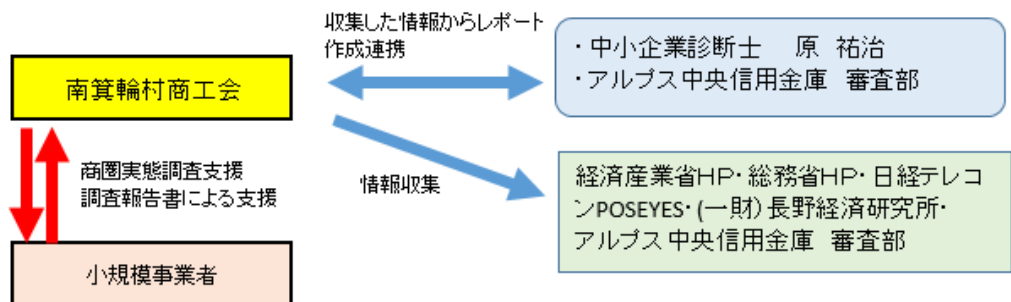 収集した情報からレポート
作成連携
・中小企業診断士　原　祐治
・アルプス中央信用金庫　審査部
南箕輪村商工会
商圏実態調査支援
調査報告書による支援
情報収集
経済産業省HP・総務省HP・日経テレコ
ンPOSEYES・(一財)長野経済研究所・
アルプス中央信用金庫　審査部
小規模事業者